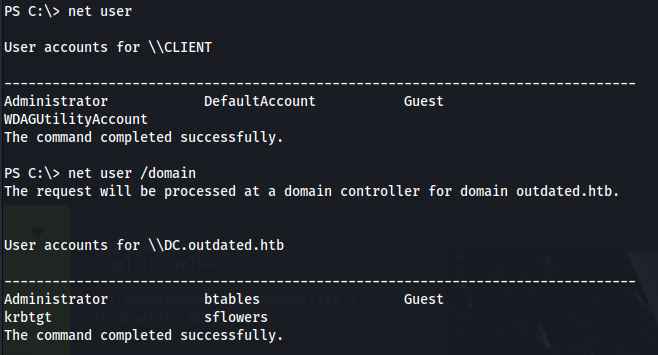 PS C:\> net user
User accounts for \\CLIENT
-------------------------------------------------------------------------------
Administrator            DefaultAccount           Guest
WDAGUtilityAccount
The command completed successfully.
PS C:\> net user /domain
The request will be processed at a domain controller for domain outdated.htb.
User accounts for \\DC.outdated.htb
-------------------------------------------------------------------------------
Administrator            btables                  Guest
krbtgt                   sflowers
The command completed successfully.